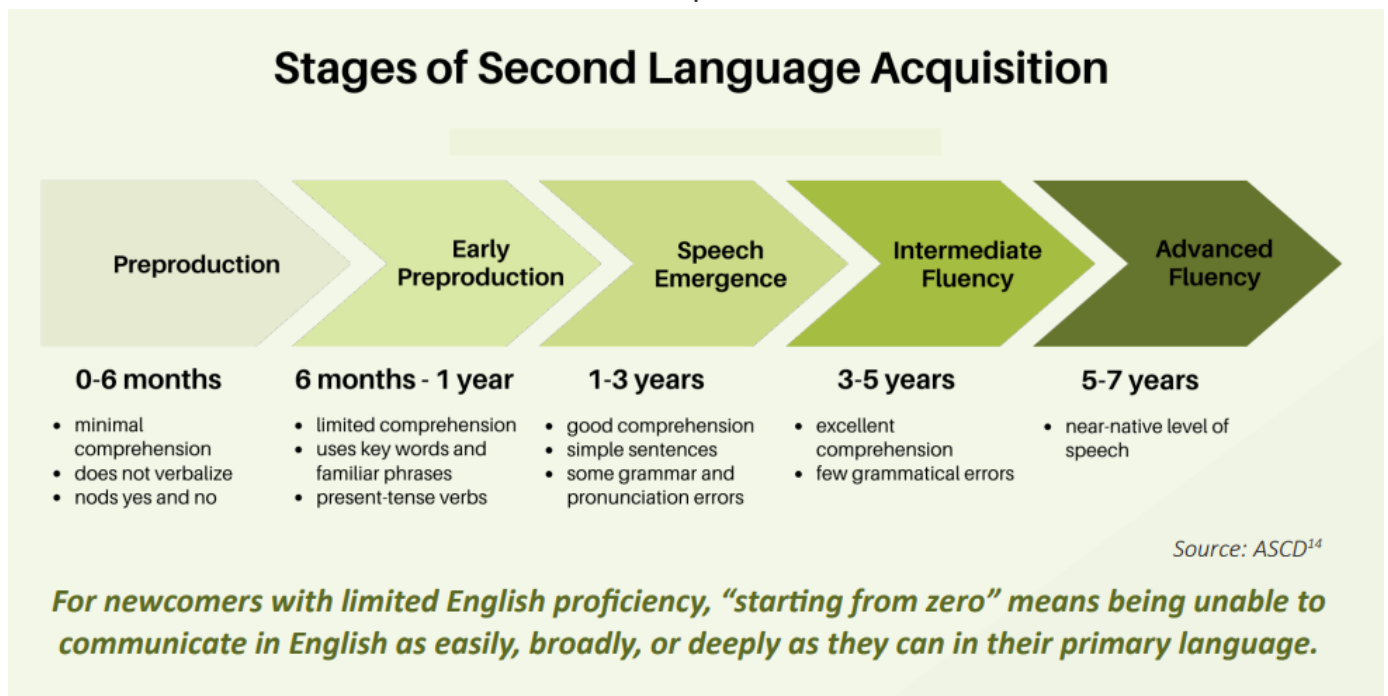 Stages of Second Language Acquisition
Preproduction
Early
Preproduction
Speech
Emergence
Intermediate
Fluency
Advanced
Fluency
0-6 months
• minimal
comprehension
• does not verbalize
• nods yes and no
6 months - 1 year
• limited comprehension
• uses key words and
familiar phrases
• present-tense verbs
1-3 years
• good comprehension
• simple sentences
• some grammar and
pronunciation errors
3-5 years
• excellent
comprehension
• few grammatical errors
5-7 years
• near-native level of
speech
Source: ASCD¹⁴
For newcomers with limited English proficiency, “starting from zero” means being unable to
communicate in English as easily, broadly, or deeply as they can in their primary language.